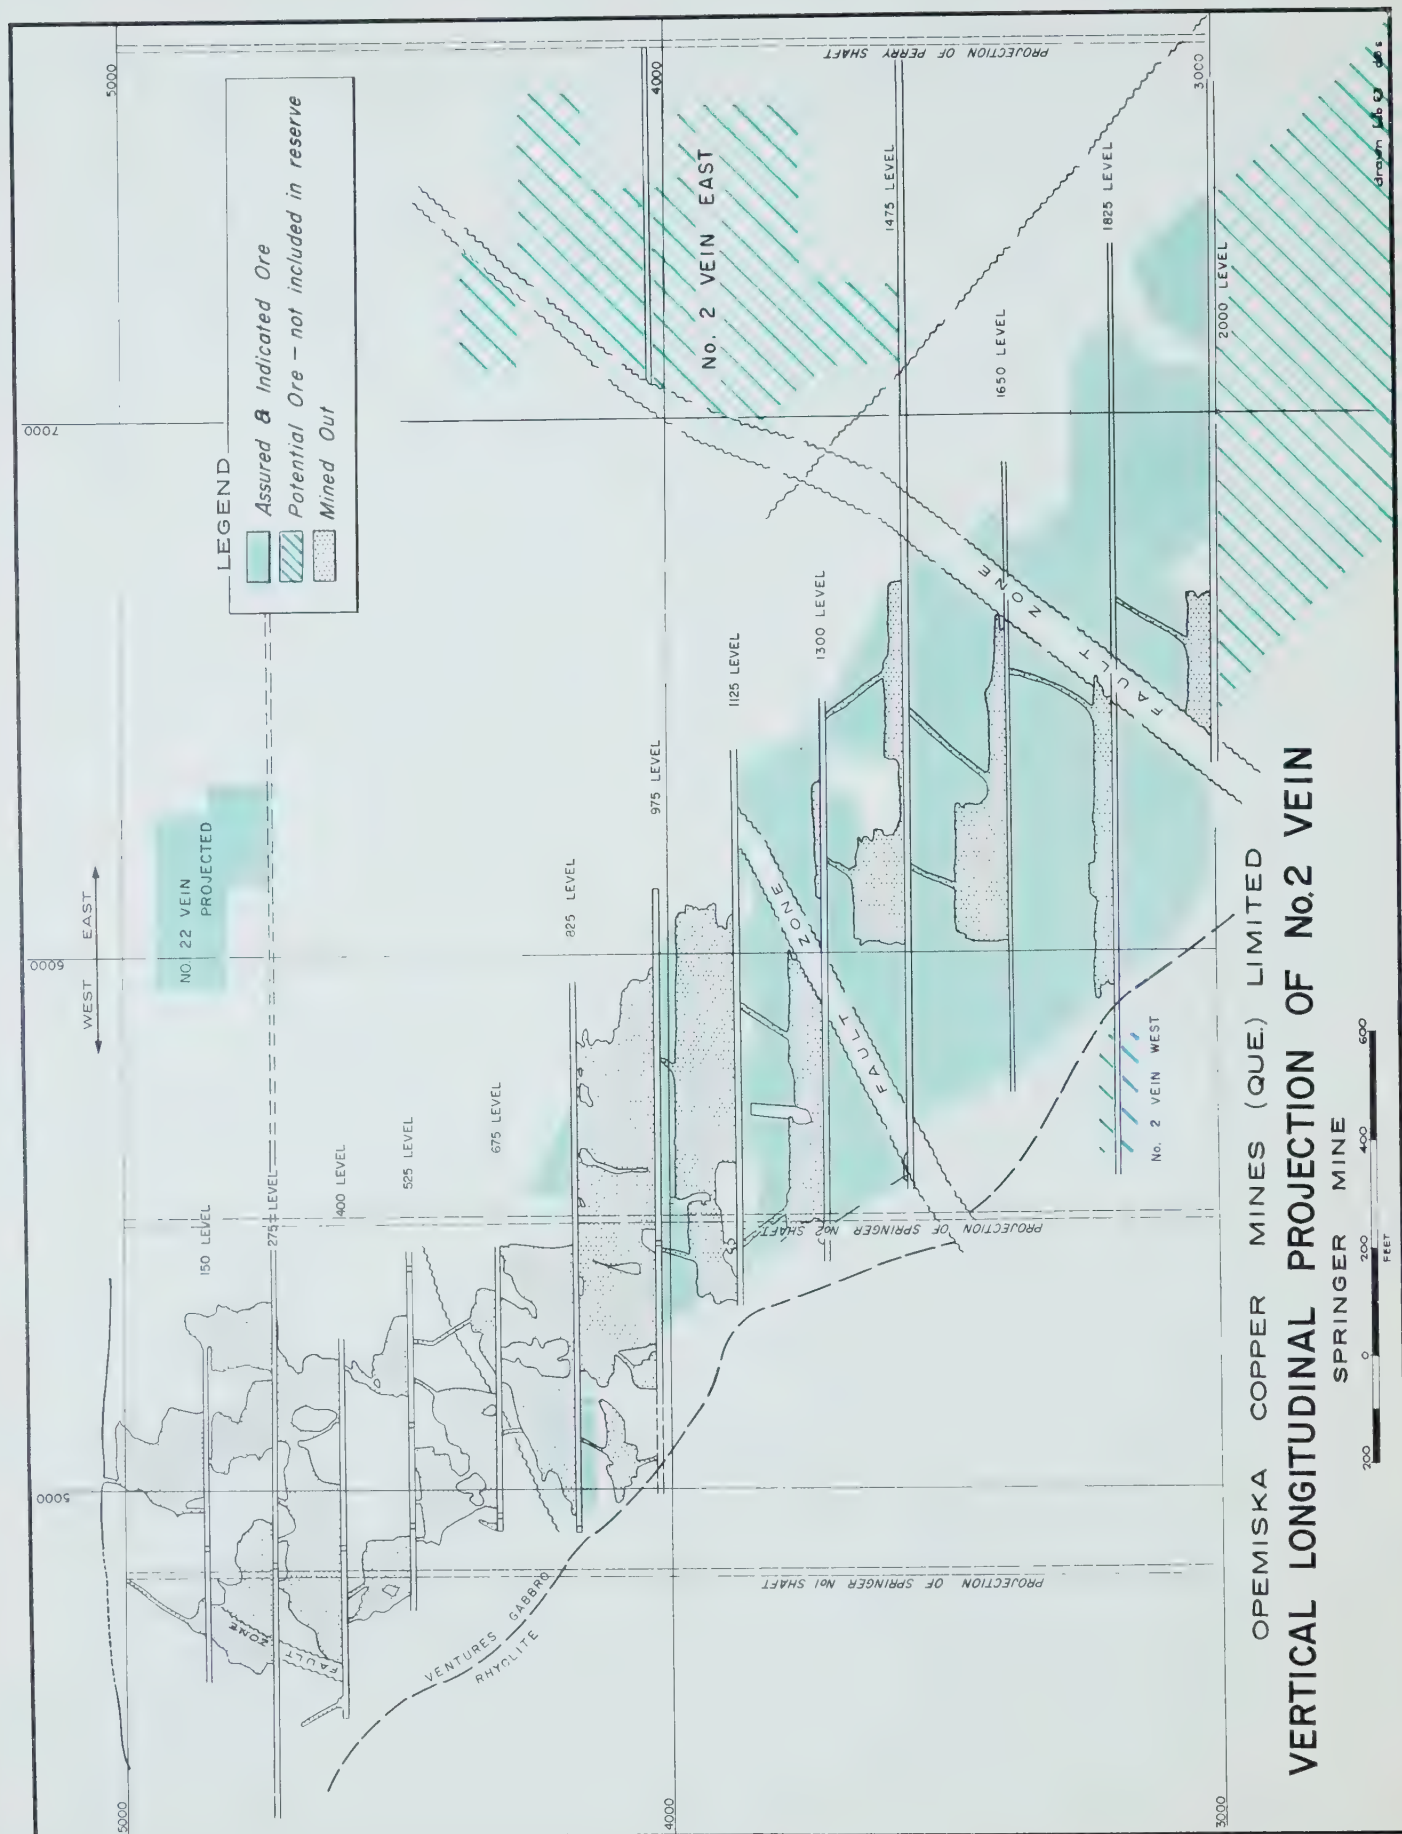 WEST EAST
5000
6000
7000
5000
5000
4000
4000
3000
3000
LEGEND
Assured & Indicated Ore
Potential Ore – not included in reserve
Mined Out
NO. 22 VEIN
PROJECTED
No. 2 VEIN EAST
No. 2 VEIN WEST
150 LEVEL
275 LEVEL
400 LEVEL
525 LEVEL
675 LEVEL
825 LEVEL
975 LEVEL
1125 LEVEL
1300 LEVEL
1475 LEVEL
1650 LEVEL
1825 LEVEL
2000 LEVEL
FAULT ZONE
FAULT ZONE
FAULT ZONE
VENTURES GABBRO
RHYOLITE
PROJECTION OF SPRINGER No1 SHAFT
PROJECTION OF SPRINGER No2 SHAFT
PROJECTION OF PERRY SHAFT
OPEMISKA COPPER MINES (QUE.) LIMITED
VERTICAL LONGITUDINAL PROJECTION OF No. 2 VEIN
SPRINGER MINE
200 0 200 400 600
FEET
drawn